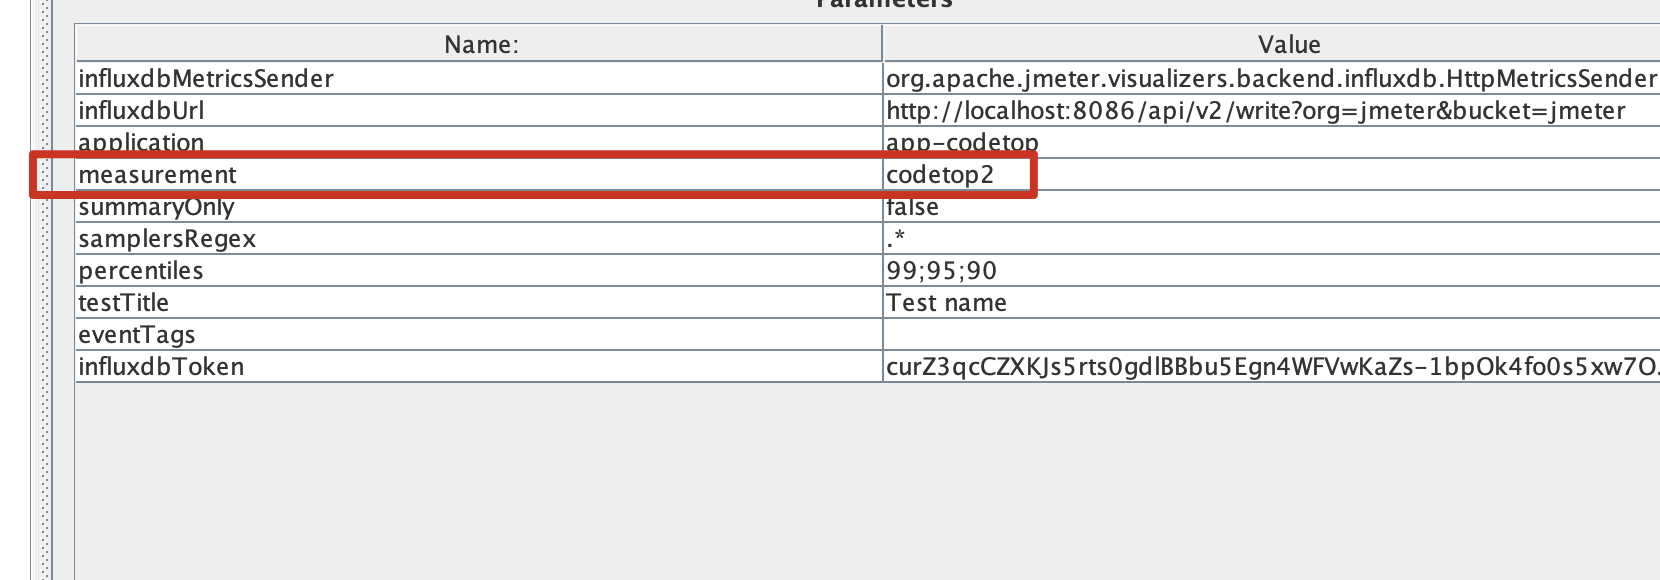 Parameters
Name: Value
influxdbMetricsSender org.apache.jmeter.visualizers.backend.influxdb.HttpMetricsSender
influxdbUrl http://localhost:8086/api/v2/write?org=jmeter&bucket=jmeter
application app-codetop
measurement codetop2
summaryOnly false
samplersRegex .*
percentiles 99;95;90
testTitle Test name
eventTags
influxdbToken curZ3qcCZXKJs5rts0gdlBBbu5Egn4WFVwKaZs-1bpOk4fo0s5xw7O.